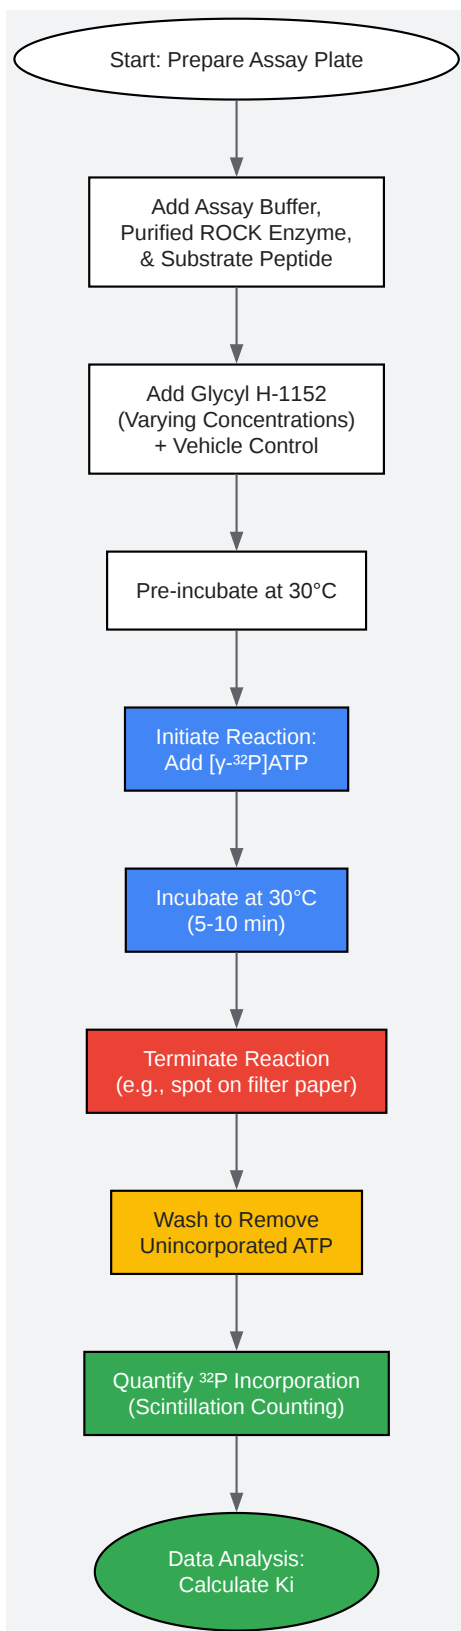 Start: Prepare Assay Plate
Add Assay Buffer,
Purified ROCK Enzyme,
& Substrate Peptide
Add Glycyl H-1152
(Varying Concentrations)
+ Vehicle Control
Pre-incubate at 30°C
Initiate Reaction:
Add [γ-³²P]ATP
Incubate at 30°C
(5-10 min)
Terminate Reaction
(e.g., spot on filter paper)
Wash to Remove
Unincorporated ATP
Quantify ³²P Incorporation
(Scintillation Counting)
Data Analysis:
Calculate Ki